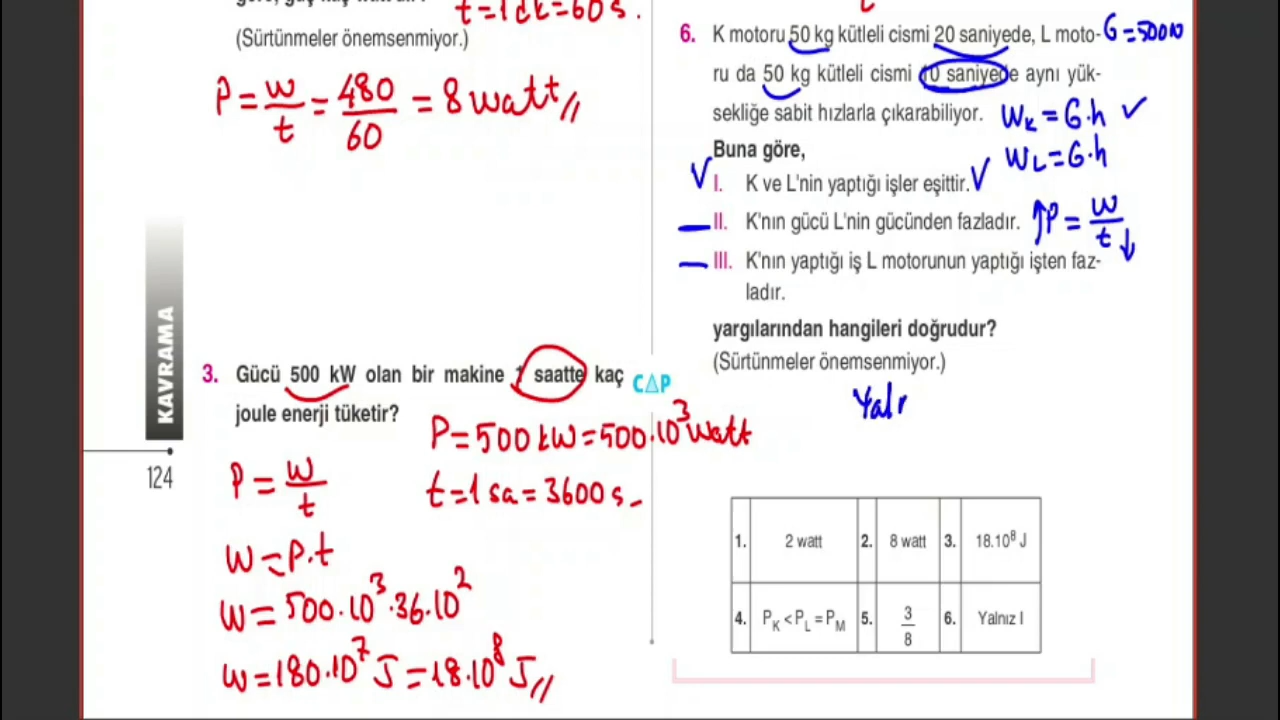 t=1dk=60s.
(Sürtünmeler önemsenmiyor.)
P = W/t = 480/60 = 8 watt //
KAVRAMA
124
3. Gücü 500 kW olan bir makine 1 saatte kaç
joule enerji tüketir?
CAP
P=500 kW=500.10³ watt
t=1 sa = 3600 s
P = W/t
W = P.t
W = 500.10³.36.10²
W = 180.10⁷ J = 18.10⁸ J //
6. K motoru 50 kg kütleli cismi 20 saniyede, L moto-
G=500N
ru da 50 kg kütleli cismi 10 saniyede aynı yük-
sekliğe sabit hızlarla çıkarabiliyor.
WK = G.h ✓
WL = G.h
Buna göre,
✓ I. K ve L'nin yaptığı işler eşittir. ✓
II. K'nın gücü L'nin gücünden fazladır.
↑P = W/t↓
III. K'nın yaptığı iş L motorunun yaptığı işten faz-
ladır.
yargılarından hangileri doğrudur?
(Sürtünmeler önemsenmiyor.)
Yalı
1. 2 watt 2. 8 watt 3. 18.10⁸ J
4. PK < PL = PM 5. 3/8 6. Yalnız I